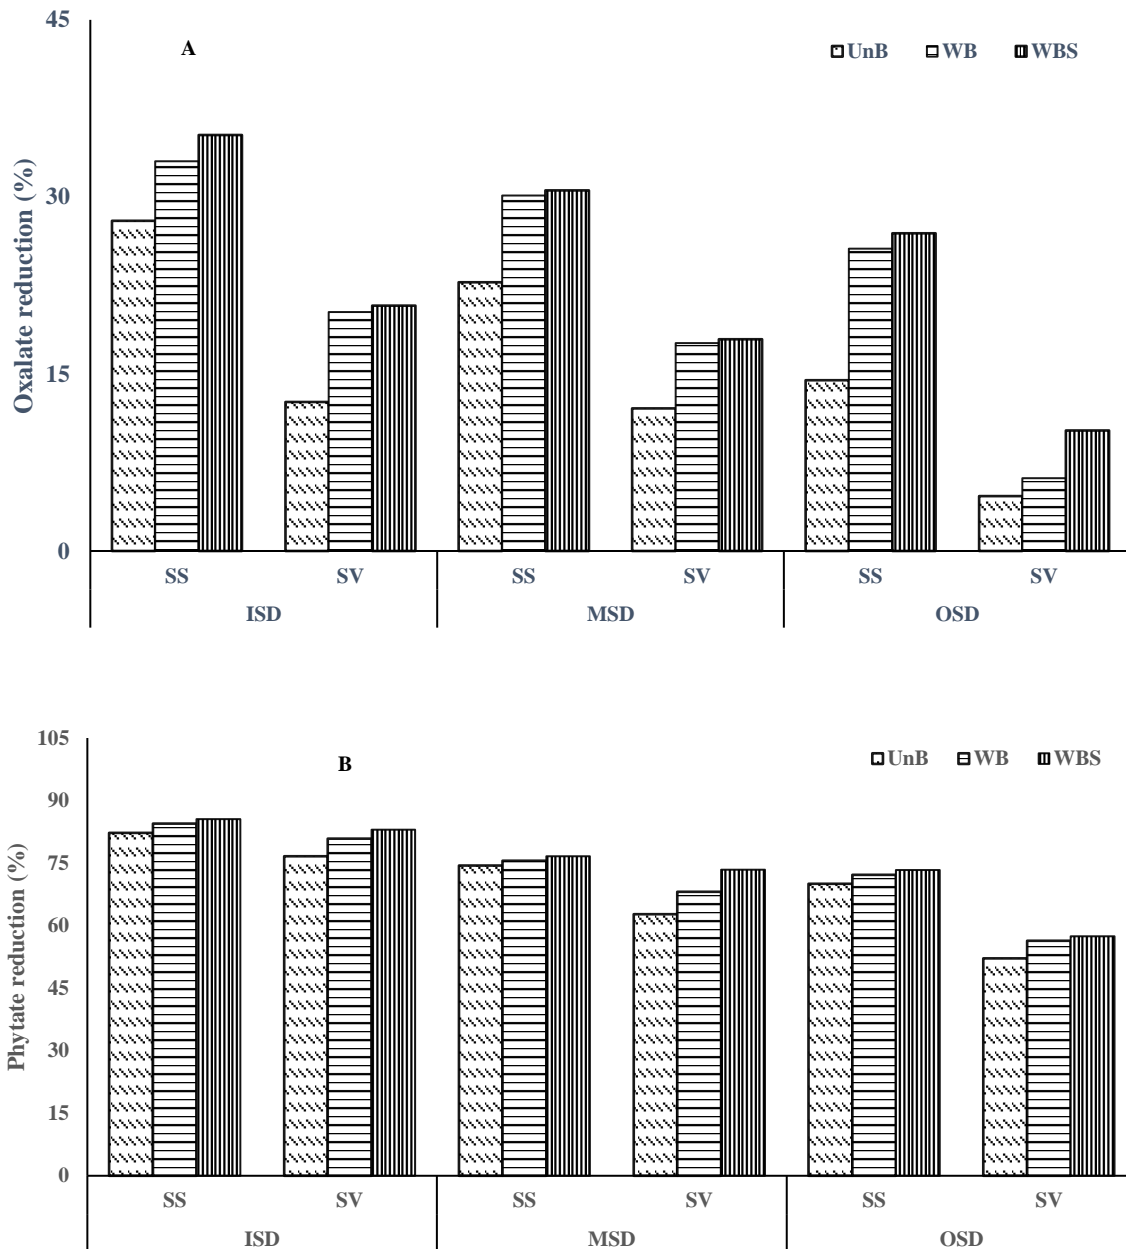 45
A
UnB WB WBS
30
15
0
Oxalate reduction (%)
SS SV SS SV SS SV
ISD MSD OSD
105
B
UnB WB WBS
90
75
60
45
30
15
0
Phytate reduction (%)
SS SV SS SV SS SV
ISD MSD OSD